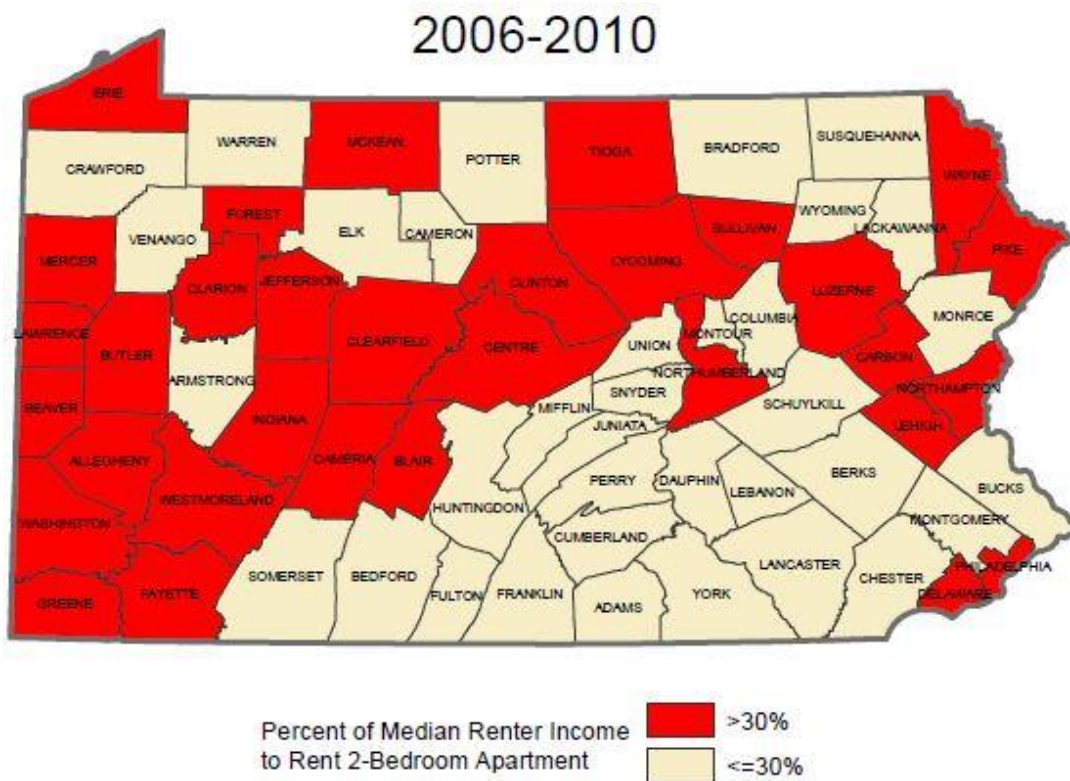 2006-2010
ERIE
WARREN
MCKEAN
POTTER
TIOGA
BRADFORD
SUSQUEHANNA
CRAWFORD
WAYNE
FOREST
WYOMING
VENANGO
ELK
CAMERON
SULLIVAN
LACKAWANNA
MERCER
LYCOMING
PIKE
CLARION
JEFFERSON
CLINTON
LUZERNE
LAWRENCE
BUTLER
CLEARFIELD
CENTRE
UNION
MONTOUR
COLUMBIA
MONROE
CARBON
ARMSTRONG
NORTHUMBERLAND
NORTHAMPTON
BEAVER
INDIANA
SNYDER
MIFFLIN
SCHUYLKILL
JUNIATA
LEHIGH
ALLEGHENY
CAMBRIA
BLAIR
PERRY
DAUPHIN
LEBANON
BERKS
BUCKS
WESTMORELAND
HUNTINGDON
WASHINGTON
CUMBERLAND
MONTGOMERY
SOMERSET
BEDFORD
LANCASTER
PHILADELPHIA
GREENE
FAYETTE
FULTON
FRANKLIN
ADAMS
YORK
CHESTER
DELAWARE
Percent of Median Renter Income
to Rent 2-Bedroom Apartment
>30%
<=30%